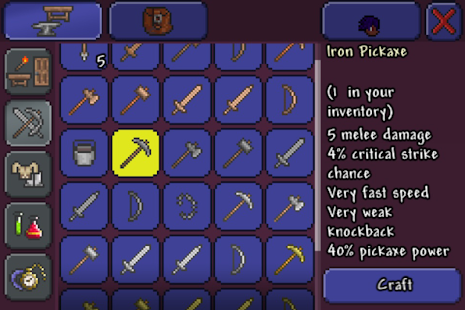 5
Iron Pickaxe
(1 in your
inventory)
5 melee damage
4% critical strike
chance
Very fast speed
Very weak
knockback
40% pickaxe power
Craft